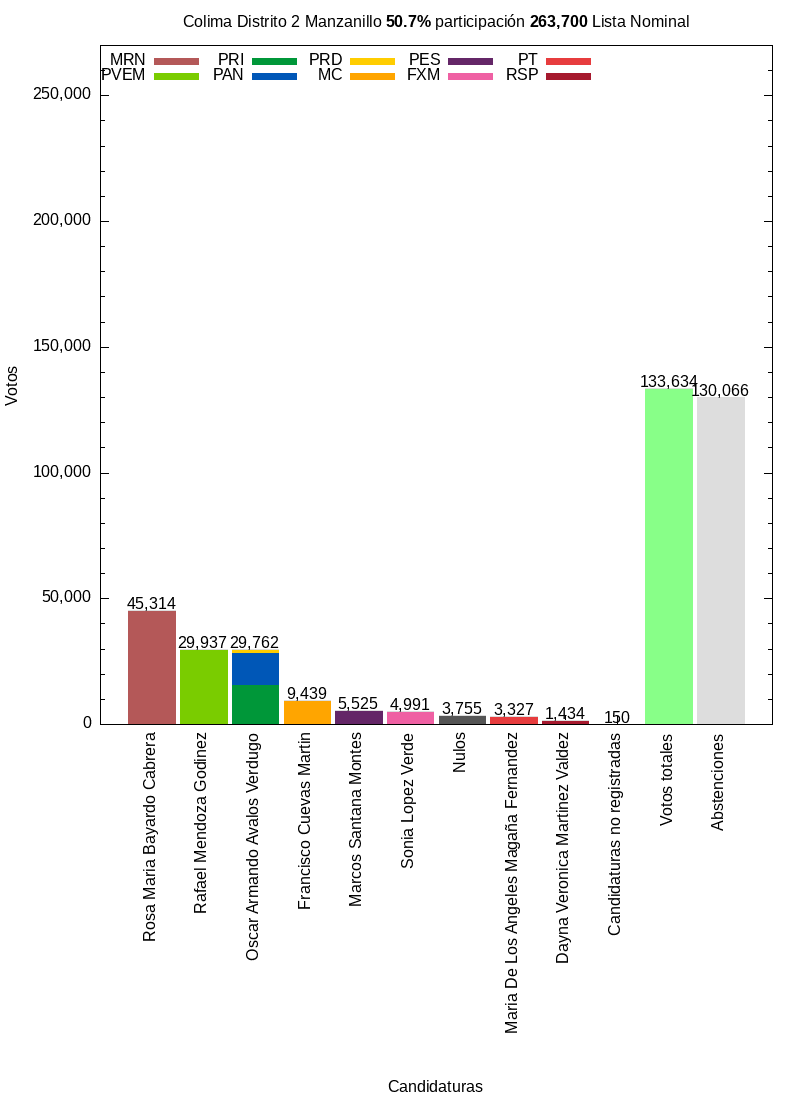 Colima Distrito 2 Manzanillo 50.7% participación 263,700 Lista Nominal
MRN PRI PRD PES PT
PVEM PAN MC FXM RSP
250,000
200,000
150,000
100,000
50,000
0
Votos
45,314
29,937
29,762
9,439
5,525
4,991
3,755
3,327
1,434
150
133,634
130,066
Rosa Maria Bayardo Cabrera
Rafael Mendoza Godinez
Oscar Armando Avalos Verdugo
Francisco Cuevas Martin
Marcos Santana Montes
Sonia Lopez Verde
Nulos
Maria De Los Angeles Magaña Fernandez
Dayna Veronica Martinez Valdez
Candidaturas no registradas
Votos totales
Abstenciones
Candidaturas